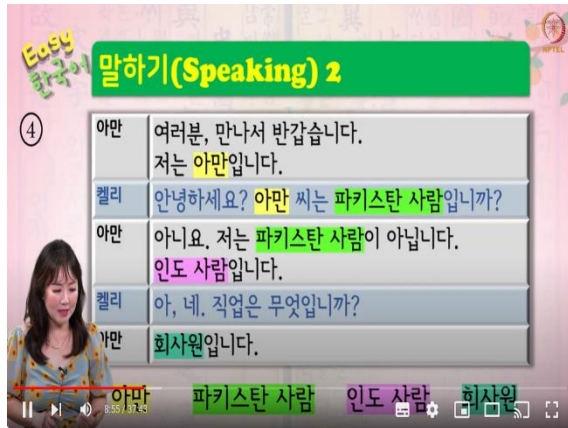 Easy
한국어
말하기(Speaking) 2
NPTEL
④
아만
여러분, 만나서 반갑습니다.
저는 아만입니다.
켈리
안녕하세요? 아만 씨는 파키스탄 사람입니까?
아만
아니요. 저는 파키스탄 사람이 아닙니다.
인도 사람입니다.
켈리
아, 네. 직업은 무엇입니까?
아만
회사원입니다.
아만 파키스탄 사람 인도 사람 회사원
8:55 / 37:43